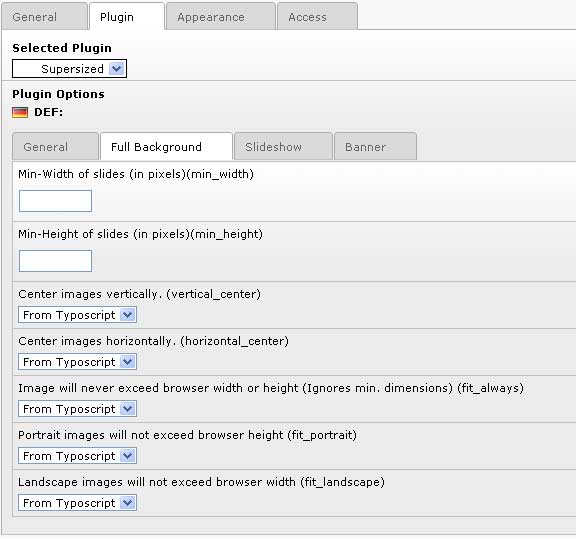 General Plugin Appearance Access
Selected Plugin
Supersized
Plugin Options
DEF:
General Full Background Slideshow Banner
Min-Width of slides (in pixels)(min_width)
Min-Height of slides (in pixels)(min_height)
Center images vertically. (vertical_center)
From Typoscript
Center images horizontally. (horizontal_center)
From Typoscript
Image will never exceed browser width or height (Ignores min. dimensions) (fit_always)
From Typoscript
Portrait images will not exceed browser height (fit_portrait)
From Typoscript
Landscape images will not exceed browser width (fit_landscape)
From Typoscript